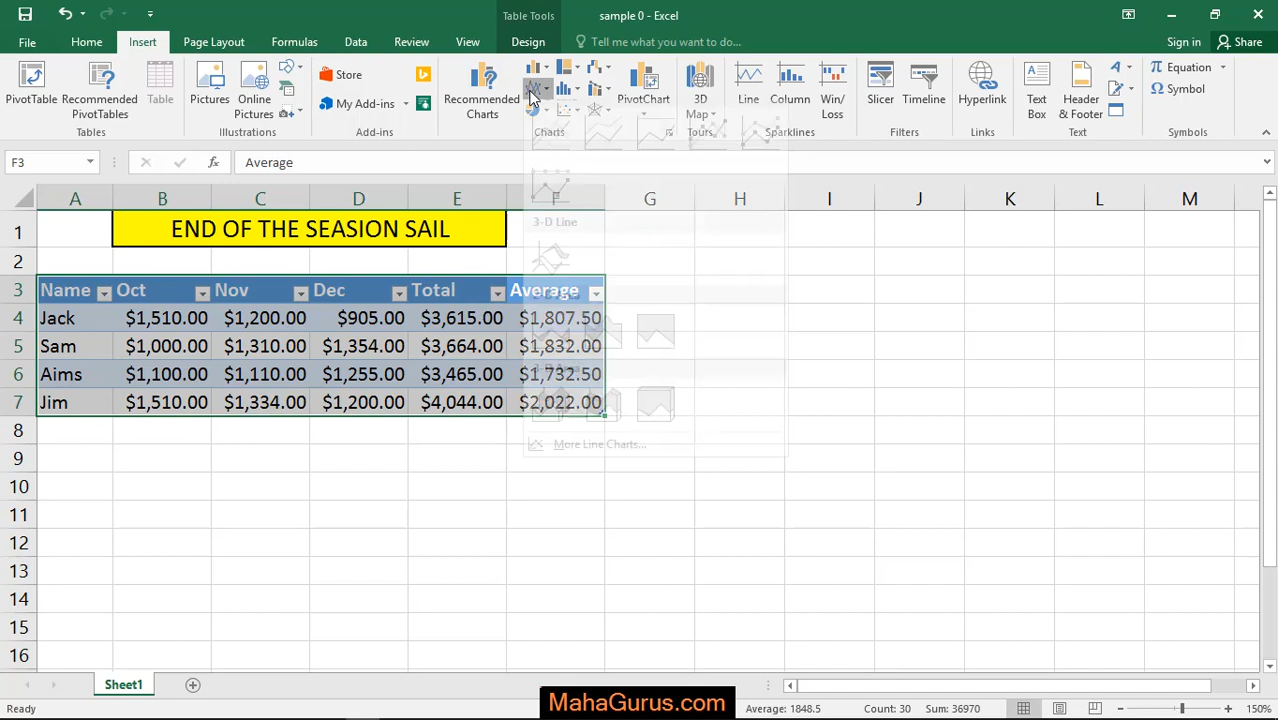 Table Tools
sample 0 - Excel
File Home Insert Page Layout Formulas Data Review View Design Tell me what you want to do... Sign in Share
PivotTable Recommended PivotTables Table
Tables
Pictures Online Pictures
Illustrations
Store
My Add-ins
Add-ins
Recommended Charts
Charts
PivotChart
3D Map
Tours
Line Column Win/Loss
Sparklines
Slicer Timeline
Filters
Text Box Header & Footer
Text
Equation
Symbol
Symbols
F3 fx Average
A B C D E F G H I J K L M
1 END OF THE SEASION SAIL
2
3 Name Oct Nov Dec Total Average
4 Jack $1,510.00 $1,200.00 $905.00 $3,615.00 $1,807.50
5 Sam $1,000.00 $1,310.00 $1,354.00 $3,664.00 $1,832.00
6 Aims $1,100.00 $1,110.00 $1,255.00 $3,465.00 $1,732.50
7 Jim $1,510.00 $1,334.00 $1,200.00 $4,044.00 $2,022.00
8
9
10
11
12
13
14
15
16
3-D Line
3-D Area
More Line Charts...
Sheet1
Ready
MahaGurus.com
Average: 1848.5 Count: 30 Sum: 36970 150%